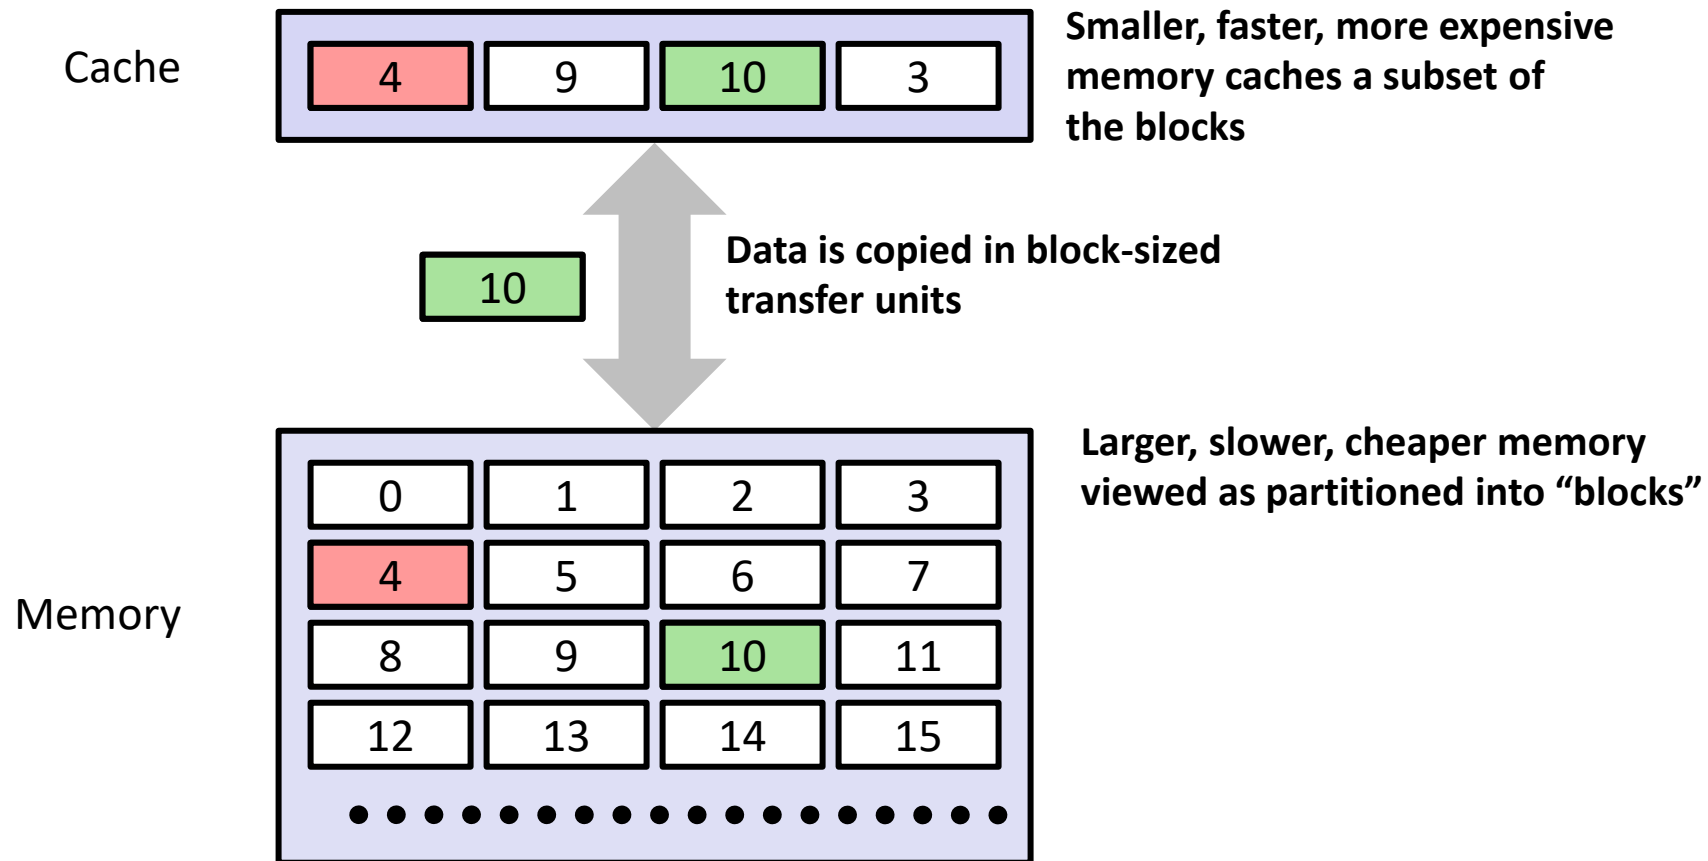 Cache
4 9 10 3
Smaller, faster, more expensive
memory caches a subset of
the blocks
10
Data is copied in block-sized
transfer units
Larger, slower, cheaper memory
viewed as partitioned into “blocks”
Memory
0 1 2 3
4 5 6 7
8 9 10 11
12 13 14 15